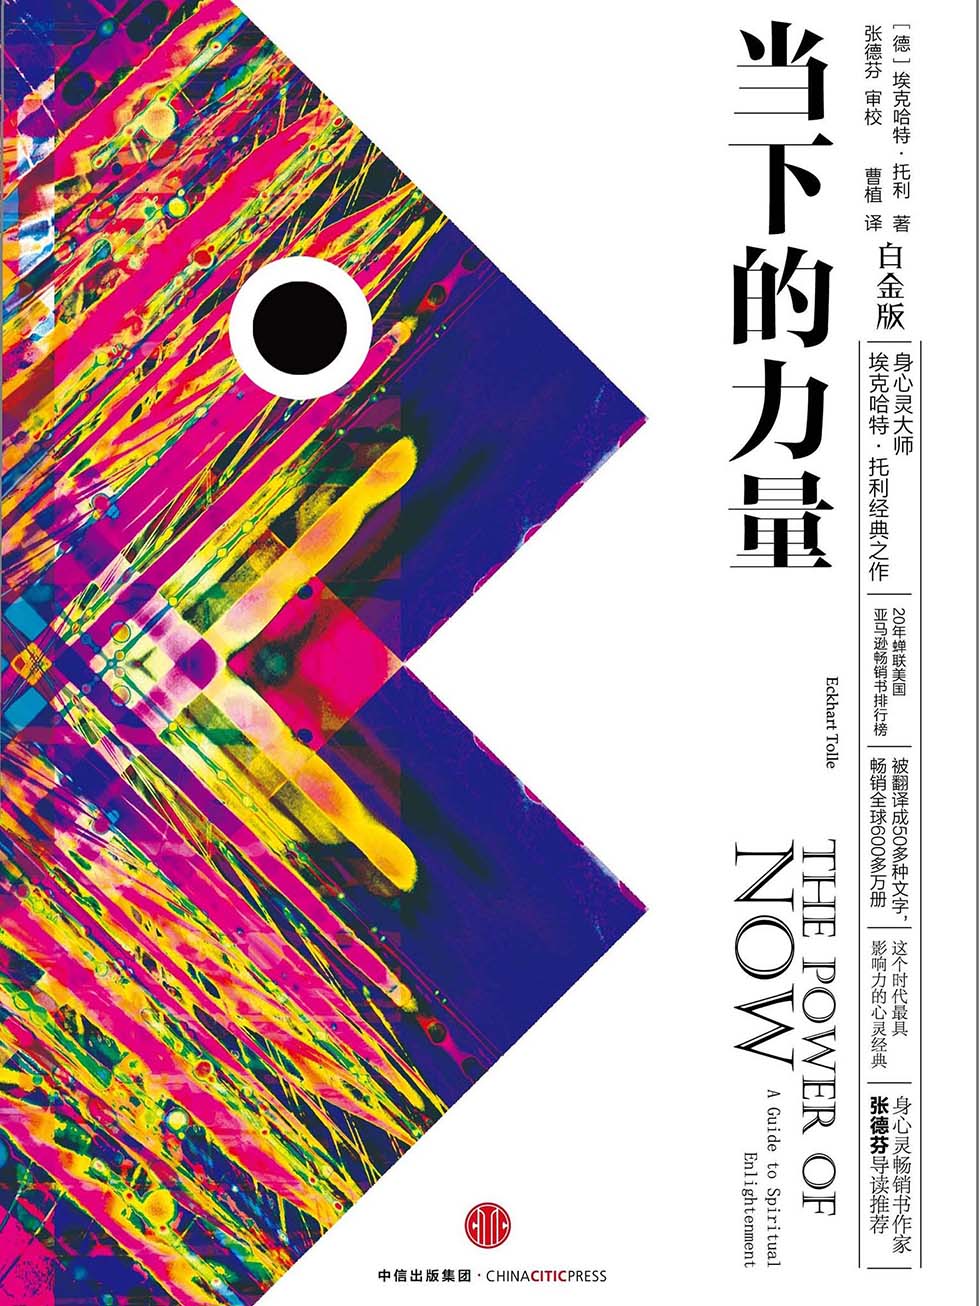 当下的力量
[德]埃克哈特·托利 著
张德芬 审校 曹植 译
白金版
身心灵大师
埃克哈特·托利经典之作
20年蝉联美国
亚马逊畅销书排行榜
被翻译成50多种文字，
畅销全球600多万册
这个时代最具
影响力的心灵经典
身心灵畅销书作家
张德芬导读推荐
Eckhart Tolle
THE POWER OF
NOW
A Guide to Spiritual
Enlightenment
中信出版集团·CHINACITICPRESS